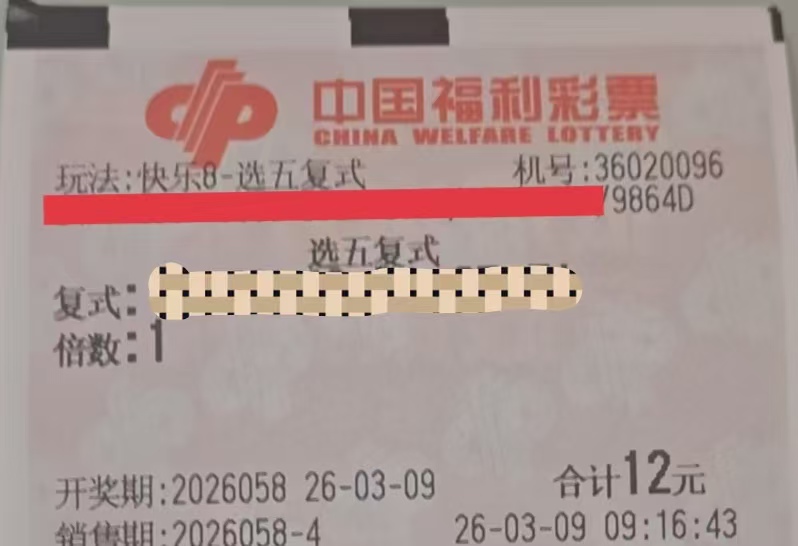 中国福利彩票
CHINA WELFARE LOTTERY
玩法:快乐8-选五复式 机号:36020096
/9864D
选五复式
复式:
倍数:1
开奖期:2026058 26-03-09 合计12元
销售期:2026058-4 26-03-09 09:16:43